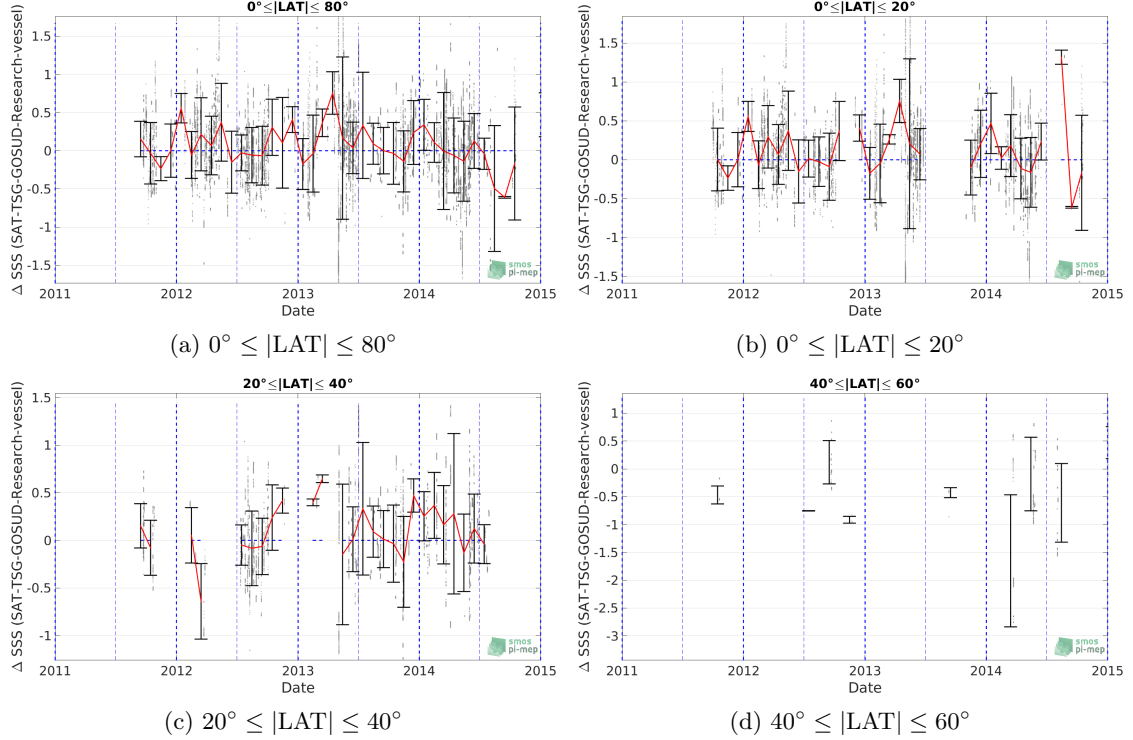 0°≤|LAT|≤ 80°
Δ SSS (SAT-TSG-GOSUD-Research-vessel)
1.5
1
0.5
0
-0.5
-1
-1.5
smos
pi-mep
2011 2012 2013 2014 2015
Date
(a) 0° ≤ |LAT| ≤ 80°
0°≤|LAT|≤ 20°
Δ SSS (SAT-TSG-GOSUD-Research-vessel)
1.5
1
0.5
0
-0.5
-1
-1.5
smos
pi-mep
2011 2012 2013 2014 2015
Date
(b) 0° ≤ |LAT| ≤ 20°
20°≤|LAT|≤ 40°
Δ SSS (SAT-TSG-GOSUD-Research-vessel)
1.5
1
0.5
0
-0.5
-1
smos
pi-mep
2011 2012 2013 2014 2015
Date
(c) 20° ≤ |LAT| ≤ 40°
40°≤|LAT|≤ 60°
Δ SSS (SAT-TSG-GOSUD-Research-vessel)
1
0.5
0
-0.5
-1
-1.5
-2
-2.5
-3
smos
pi-mep
2011 2012 2013 2014 2015
Date
(d) 40° ≤ |LAT| ≤ 60°